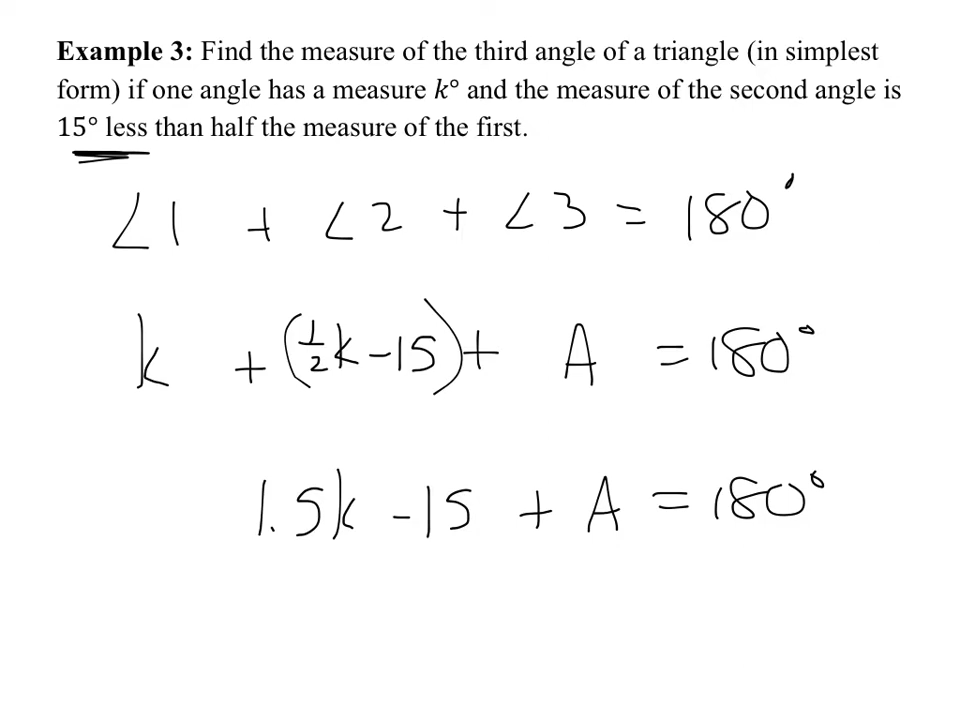 Example 3: Find the measure of the third angle of a triangle (in simplest
form) if one angle has a measure k° and the measure of the second angle is
15° less than half the measure of the first.
∠1 + ∠2 + ∠3 = 180°
k + (½k - 15) + A = 180°
1.5k - 15 + A = 180°